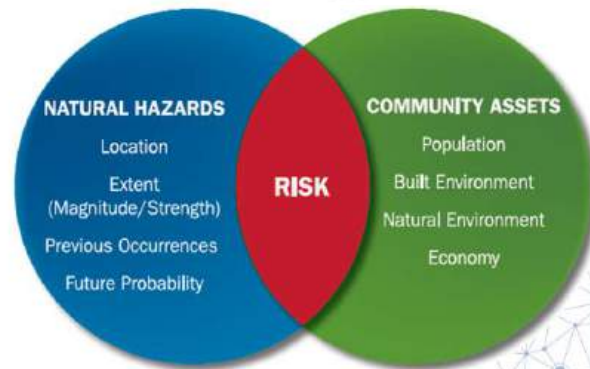 NATURAL HAZARDS
Location
Extent
(Magnitude/Strength)
Previous Occurrences
Future Probability
RISK
COMMUNITY ASSETS
Population
Built Environment
Natural Environment
Economy